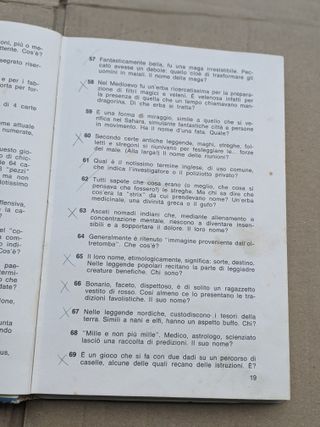 57 Fantasticamente bella, fu una maga irresistibile. Pec-
cato avesse un debole: quello cioè di trasformare gli
uomini in maiali. Il nome della maga?
58 Nel Medioevo fu un'erba ricercatissima per la prepara-
zione di filtri magici e veleni. E velenosa infatti per
la presenza di quella che un tempo chiamavano man-
dragorina. Di che erba si tratta?
59 È una forma di miraggio, simile a quello che si ve-
rifica nel Sahara, simulante fantastiche città e persone
in movimento. Ha il nome d'una fata. Quale?
60 Secondo certe antiche leggende, maghi, streghe, fol-
letti e stregoni si riunivano per festeggiare le... forze
del male. (Alla larga!) Il nome delle riunioni?
61 Qual è il notissimo termine inglese, di uso comune,
che indica l'investigatore o il poliziotto privato?
62 Tutti sapete che cosa erano (o meglio, che cosa si
pensava che fossero) le streghe. Ma chi sa dire che
cos'era la "strix" da cui prendevano nome? Un'erba
medicinale, una divinità greca o il gufo?
63 Asceti nomadi indiani che, mediante allenamento e
concentrazione mentale, riescono a diventare insen-
sibili e a sopportare il dolore. Il loro nome?
64 Generalmente è ritenuto "immagine proveniente dall'ol-
tretomba". Che cos'è?
65 Il loro nome, etimologicamente, significa: sorte, destino.
Nelle leggende popolari recitano la parte di leggiadre
creature benefiche. Chi sono?
66 Bonario, faceto, dispettoso, è di solito un ragazzetto
vestito di rosso. Così almeno ce lo presentano le tra-
dizioni favolistiche. Il suo nome?
67 Nelle leggende nordiche, custodiscono i tesori della
terra. Simili a nani e elfi, hanno un aspetto buffo. Chi?
68 "Mille e non più mille". Medico, astrologo, scienziato
lasciò una raccolta di predizioni. Il suo nome?
69 È un gioco che si fa con due dadi su un percorso di
caselle, alcune delle quali recano delle istruzioni. È?
19